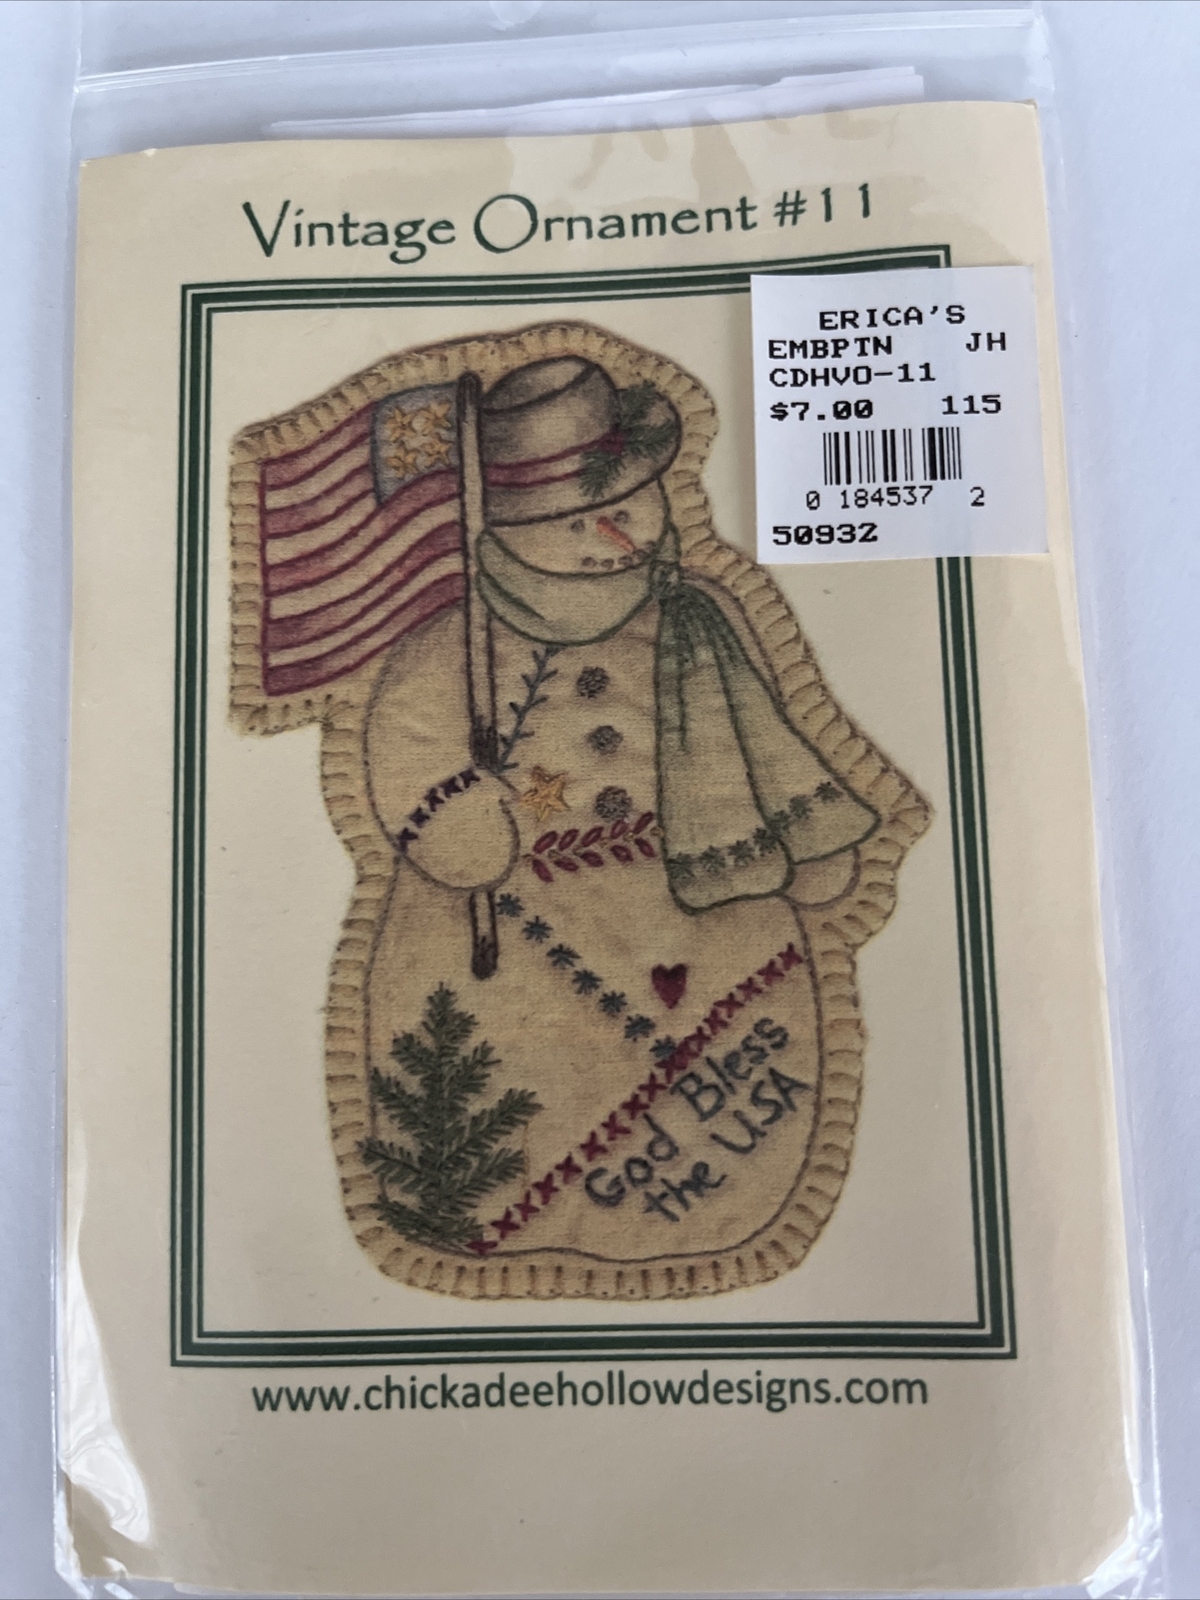 Vintage Ornament #11
ERICA'S
EMBPTN JH
CDHVO-11
$7.00 115
0 184537 2
50932
God Bless
the USA
www.chickadeehollowdesigns.com